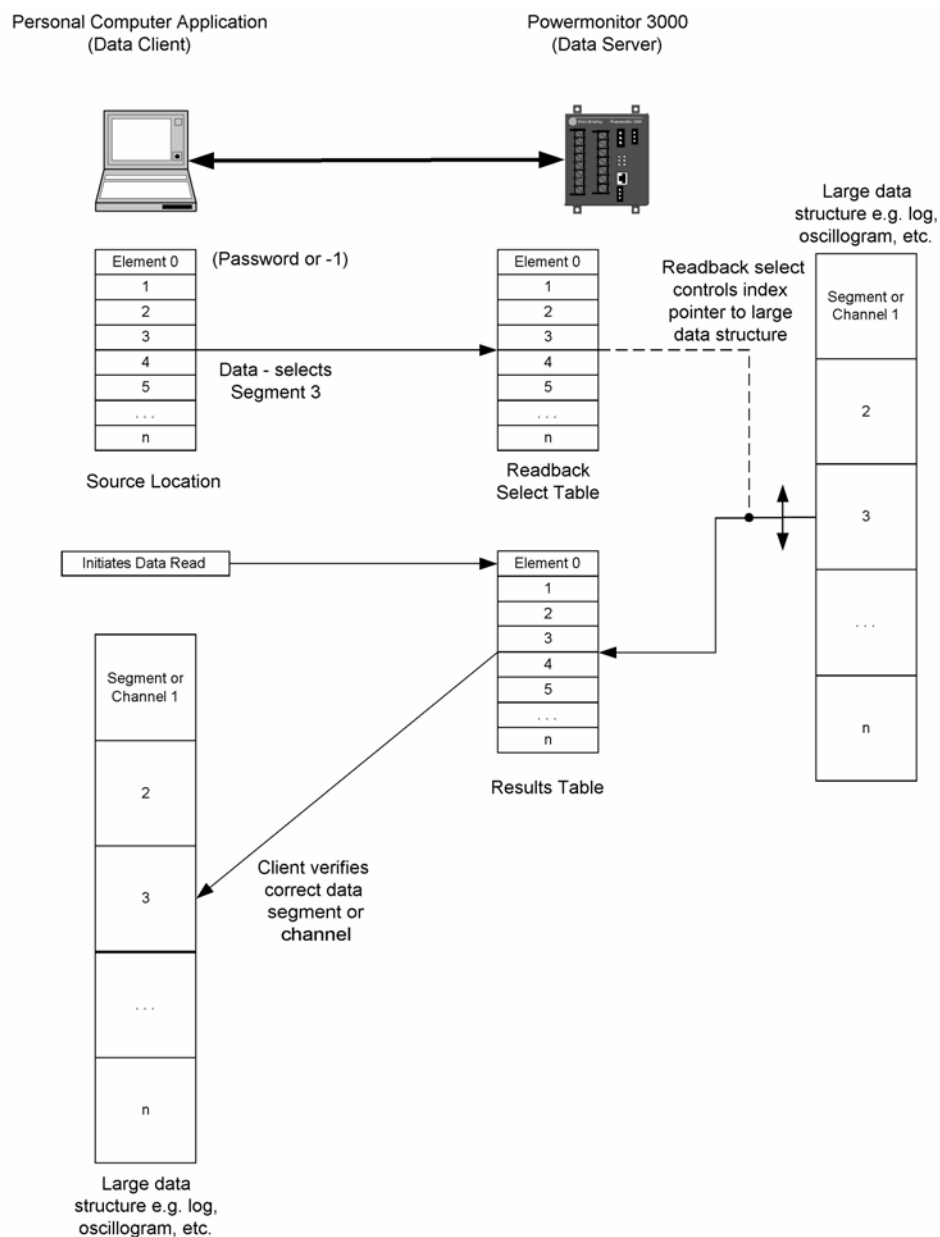 Personal Computer Application
(Data Client)
Powermonitor 3000
(Data Server)
Large data
structure e.g. log,
oscillogram, etc.
Element 0
1
2
3
4
5
. . .
n
(Password or -1)
Data - selects
Segment 3
Source Location
Element 0
1
2
3
4
5
. . .
n
Readback
Select Table
Readback select
controls index
pointer to large
data structure
Segment or
Channel 1
2
3
. . .
n
Initiates Data Read
Element 0
1
2
3
4
5
. . .
n
Results Table
Segment or
Channel 1
2
3
. . .
n
Client verifies
correct data
segment or
channel
Large data
structure e.g. log,
oscillogram, etc.